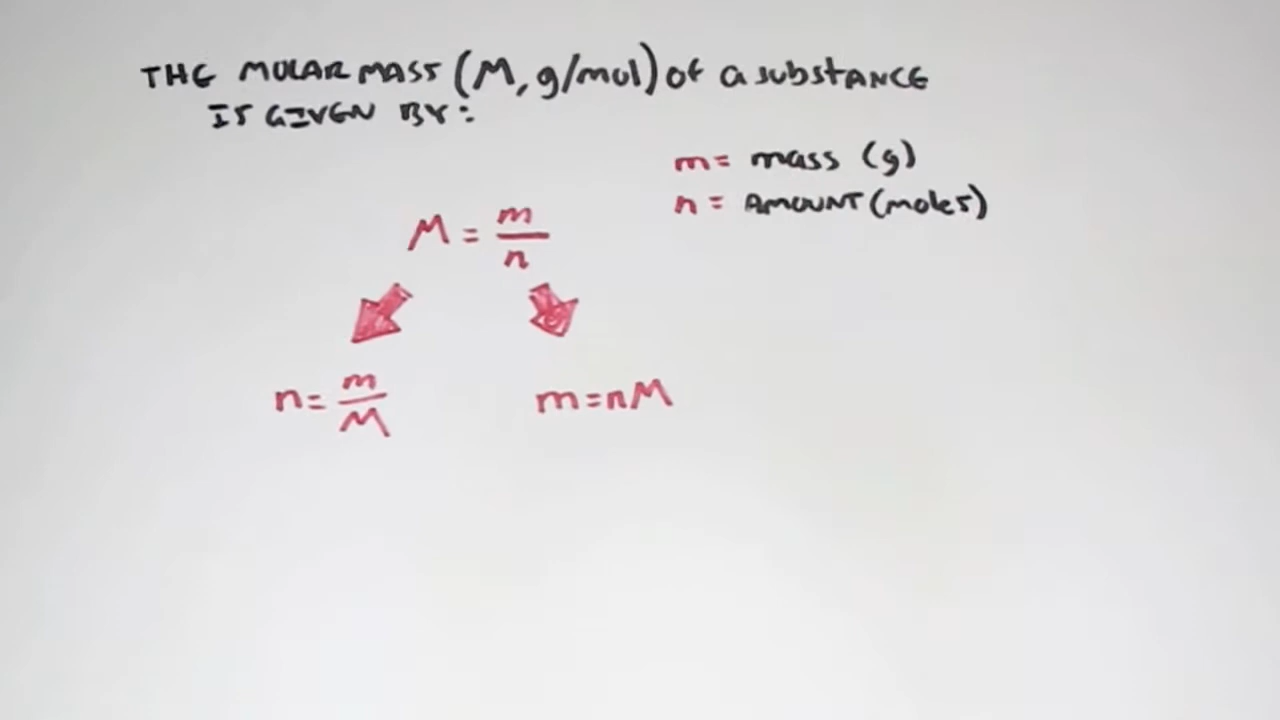 THE MOLAR MASS (M, g/mol) of a substance
IS GIVEN BY:
m = mass (g)
n = AMOUNT (moles)
M = m/n
n = m/M
m = nM